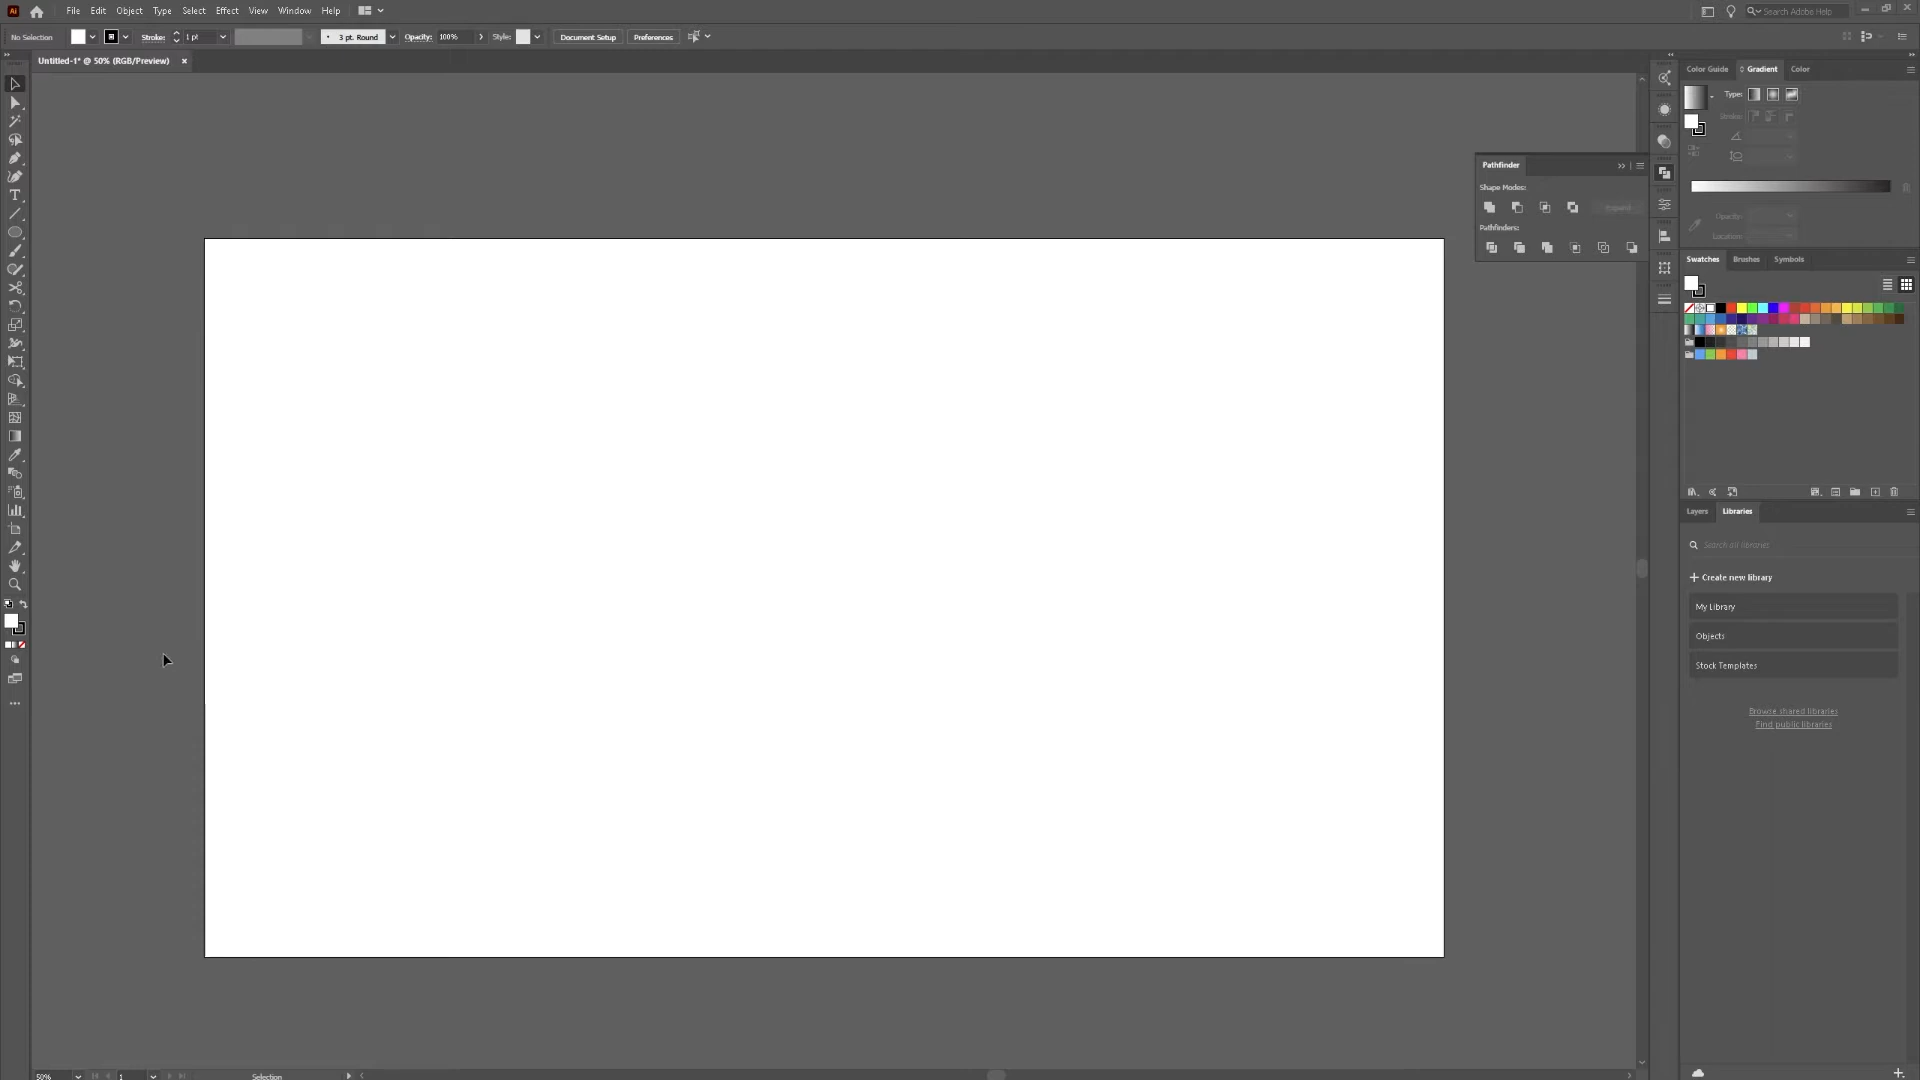 Ai File Edit Object Type Select Effect View Window Help Search Adobe Help
No Selection Stroke: 1 pt 3 pt. Round Opacity: 100% Style: Document Setup Preferences
Untitled-1* @ 50% (RGB/Preview) ×
Color Guide Gradient Color
Type:
Stroke:
Opacity:
Location:
Pathfinder
Shape Modes:
Expand
Pathfinders:
Swatches Brushes Symbols
Layers Libraries
Search all libraries
+ Create new library
My Library
Objects
Stock Templates
Browse shared libraries
Find public libraries
50% 1 Selection